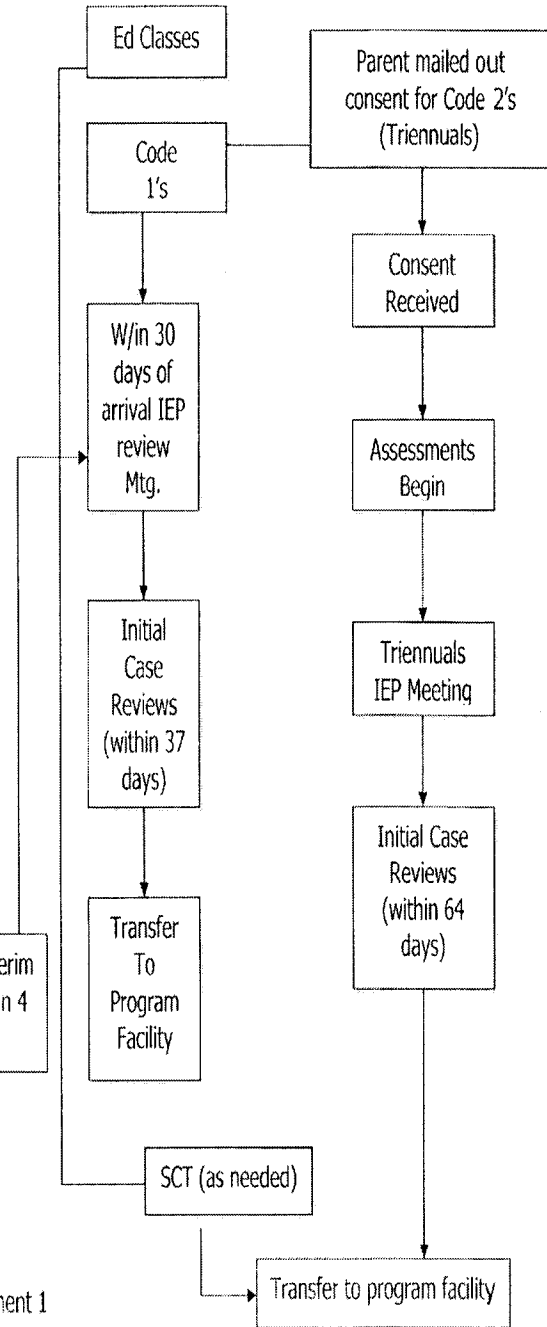 Ed Classes
Parent mailed out
consent for Code 2's
(Triennuals)
Code
1's
Consent
Received
W/in 30
days of
arrival IEP
review
Mtg.
Assessments
Begin
Initial
Case
Reviews
(within 37
days)
Triennuals
IEP Meeting
Initial Case
Reviews
(within 64
days)
Transfer
To
Program
Facility
erim
n 4
SCT (as needed)
Transfer to program facility
nent 1